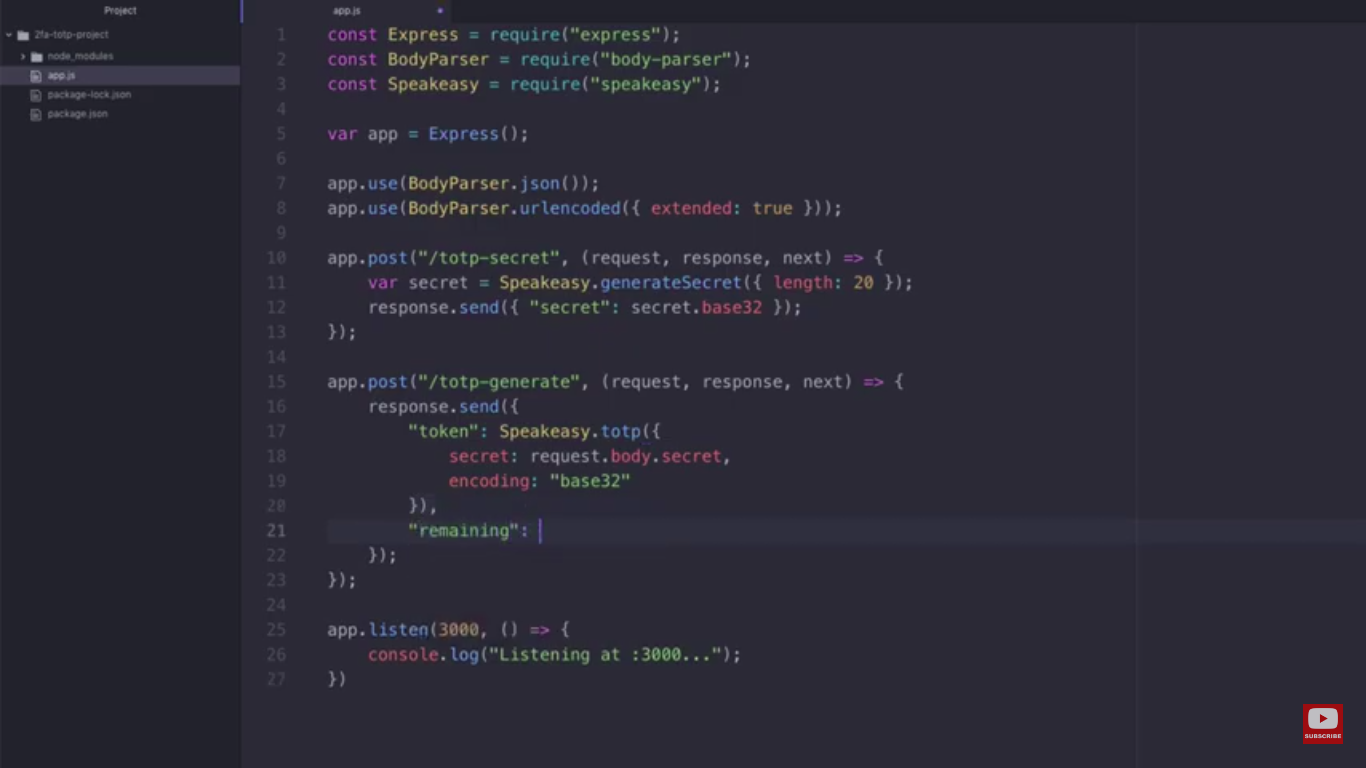 Project
app.js
2fa-totp-project
node_modules
app.js
package-lock.json
package.json
1 const Express = require("express");
2 const BodyParser = require("body-parser");
3 const Speakeasy = require("speakeasy");
4
5 var app = Express();
6
7 app.use(BodyParser.json());
8 app.use(BodyParser.urlencoded({ extended: true }));
9
10 app.post("/totp-secret", (request, response, next) => {
11     var secret = Speakeasy.generateSecret({ length: 20 });
12     response.send({ "secret": secret.base32 });
13 });
14
15 app.post("/totp-generate", (request, response, next) => {
16     response.send({
17         "token": Speakeasy.totp({
18             secret: request.body.secret,
19             encoding: "base32"
20         }),
21         "remaining":
22     });
23 });
24
25 app.listen(3000, () => {
26     console.log("Listening at :3000...");
27 })
SUBSCRIBE